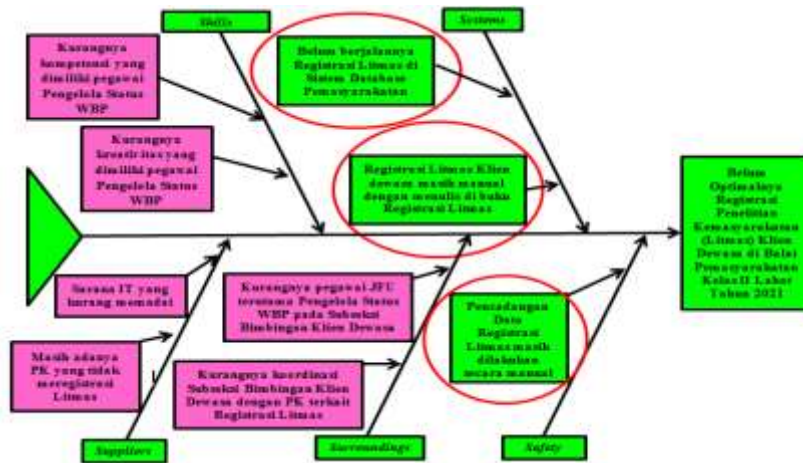 Skills
Systems
Kurangnya
kompetensi yang
dimiliki pegawai
Pengelola Status
WBP
Belum berjalannya
Registrasi Litmas di
Sistem Database
Pemasyarakatan
Kurangnya
kreativitas yang
dimiliki pegawai
Pengelola Status
WBP
Registrasi Litmas Klien
dewasa masih manual
dengan menulis di buku
Registrasi Litmas
Belum
Optimalnya
Registrasi
Penelitian
Kemasyarakatan
(Litmas) Klien
Dewasa di Balai
Pemasyarakatan
Kelas II Lahat
Tahun 2021
Sarana IT yang
kurang memadai
Kurangnya pegawai JFU
terutama Pengelola Status
WBP pada Subseksi
Bimbingan Klien Dewasa
Pencadangan
Data
Registrasi
Litmas masih
dilakukan
secara manual
Masih adanya
PK yang tidak
meregistrasi
Litmas
Kurangnya koordinasi
Subseksi Bimbingan Klien
Dewasa dengan PK terkait
Registrasi Litmas
Suppliers
Surroundings
Safety